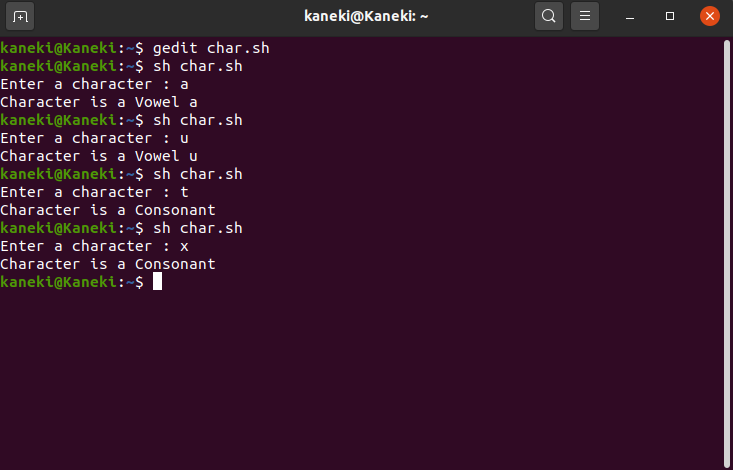 kaneki@Kaneki: ~
kaneki@Kaneki:~$ gedit char.sh
kaneki@Kaneki:~$ sh char.sh
Enter a character : a
Character is a Vowel a
kaneki@Kaneki:~$ sh char.sh
Enter a character : u
Character is a Vowel u
kaneki@Kaneki:~$ sh char.sh
Enter a character : t
Character is a Consonant
kaneki@Kaneki:~$ sh char.sh
Enter a character : x
Character is a Consonant
kaneki@Kaneki:~$